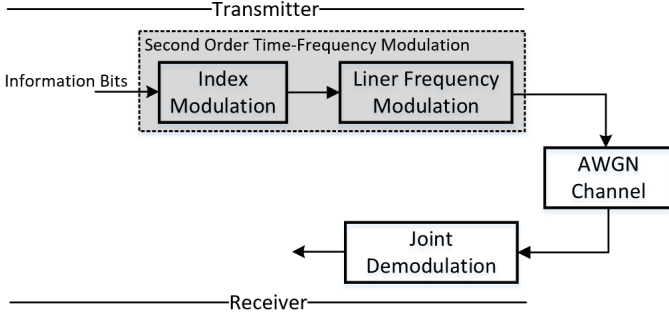 Transmitter
Second Order Time-Frequency Modulation
Information Bits
Index
Modulation
Liner Frequency
Modulation
AWGN
Channel
Joint
Demodulation
Receiver